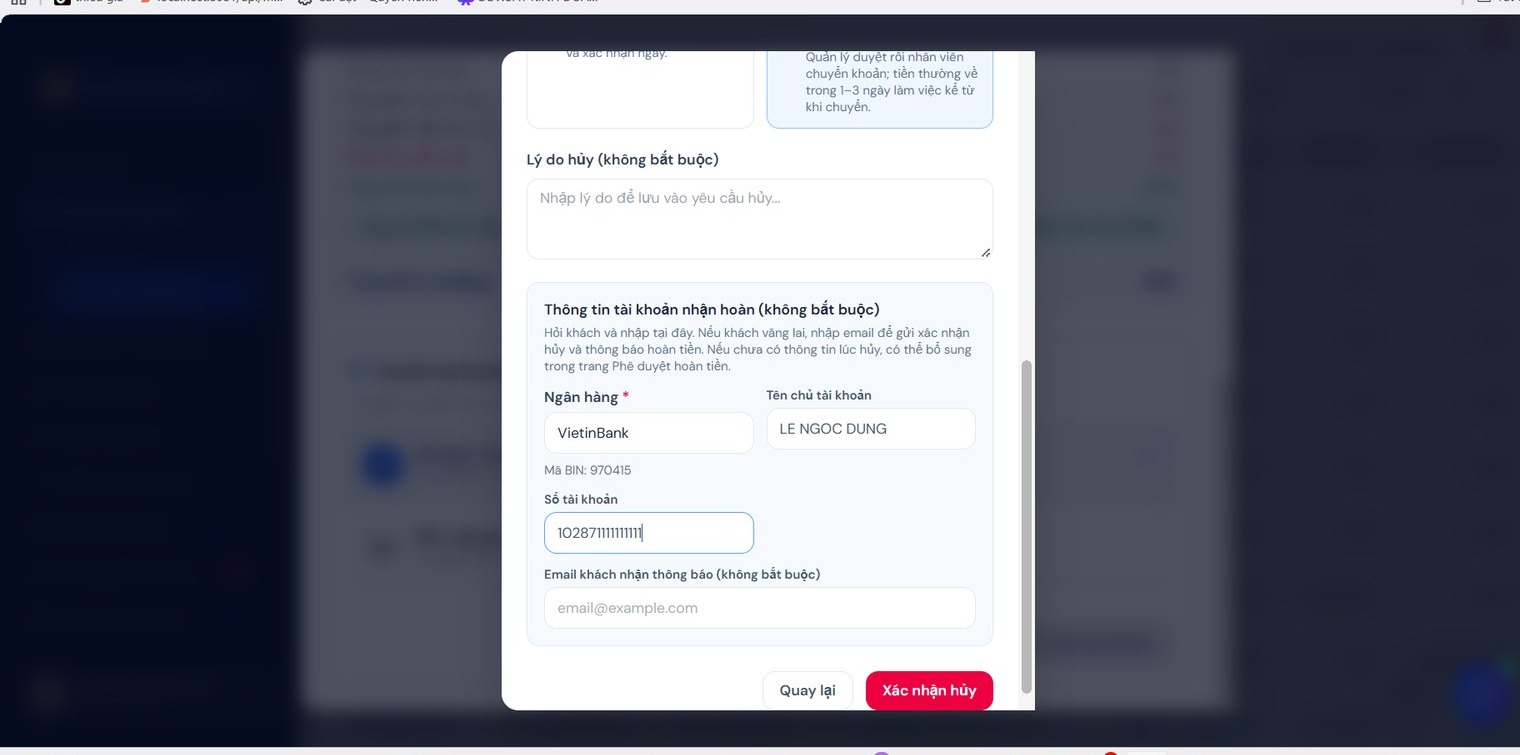 và xác nhận ngay.
Quản lý duyệt rồi nhân viên
chuyển khoản; tiền thường về
trong 1–3 ngày làm việc kể từ
khi chuyển.
Lý do hủy (không bắt buộc)
Nhập lý do để lưu vào yêu cầu hủy...
Thông tin tài khoản nhận hoàn (không bắt buộc)
Hỏi khách và nhập tại đây. Nếu khách vãng lai, nhập email để gửi xác nhận
hủy và thông báo hoàn tiền. Nếu chưa có thông tin lúc hủy, có thể bổ sung
trong trang Phê duyệt hoàn tiền.
Ngân hàng *
Tên chủ tài khoản
VietinBank
LE NGOC DUNG
Mã BIN: 970415
Số tài khoản
102871111111111
Email khách nhận thông báo (không bắt buộc)
email@example.com
Quay lại
Xác nhận hủy